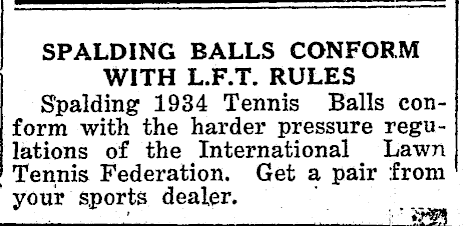 SPALDING BALLS CONFORM
WITH L.F.T. RULES
Spalding 1934 Tennis Balls con-
form with the harder pressure regu-
lations of the International Lawn
Tennis Federation. Get a pair from
your sports dealer.